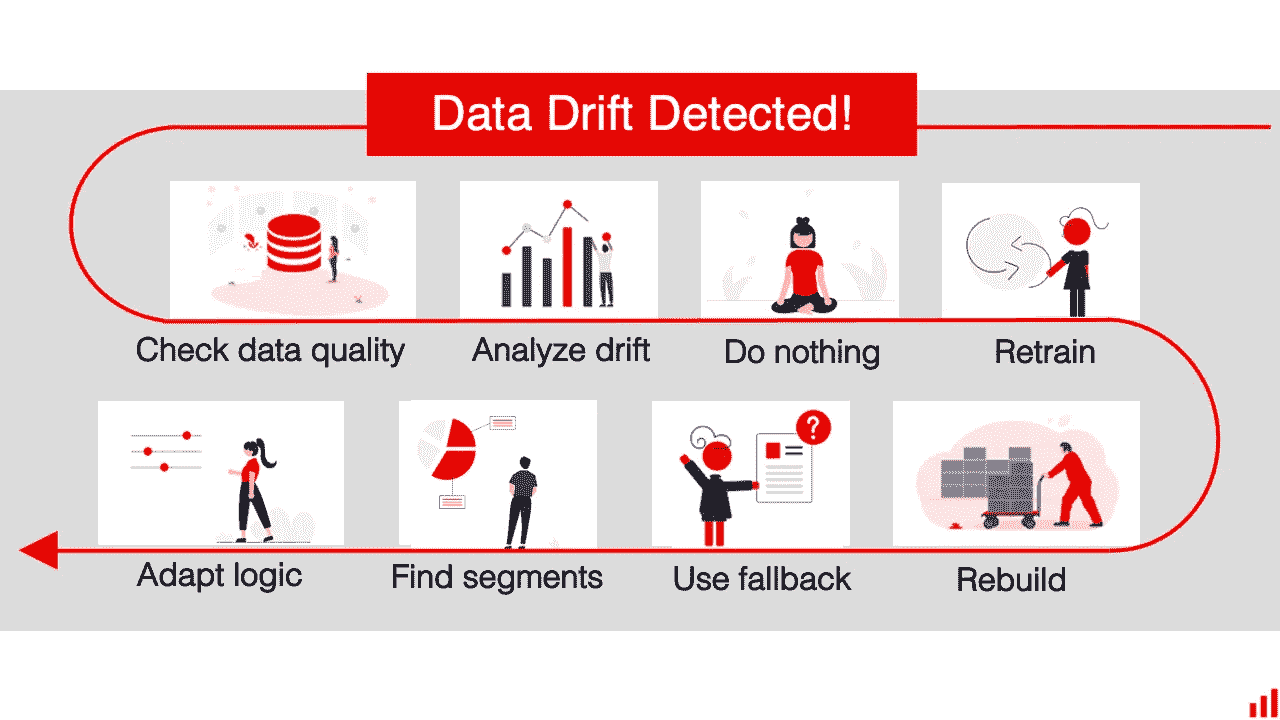 Data Drift Detected!
Check data quality
Analyze drift
Do nothing
Retrain
?
Adapt logic
Find segments
Use fallback
Rebuild